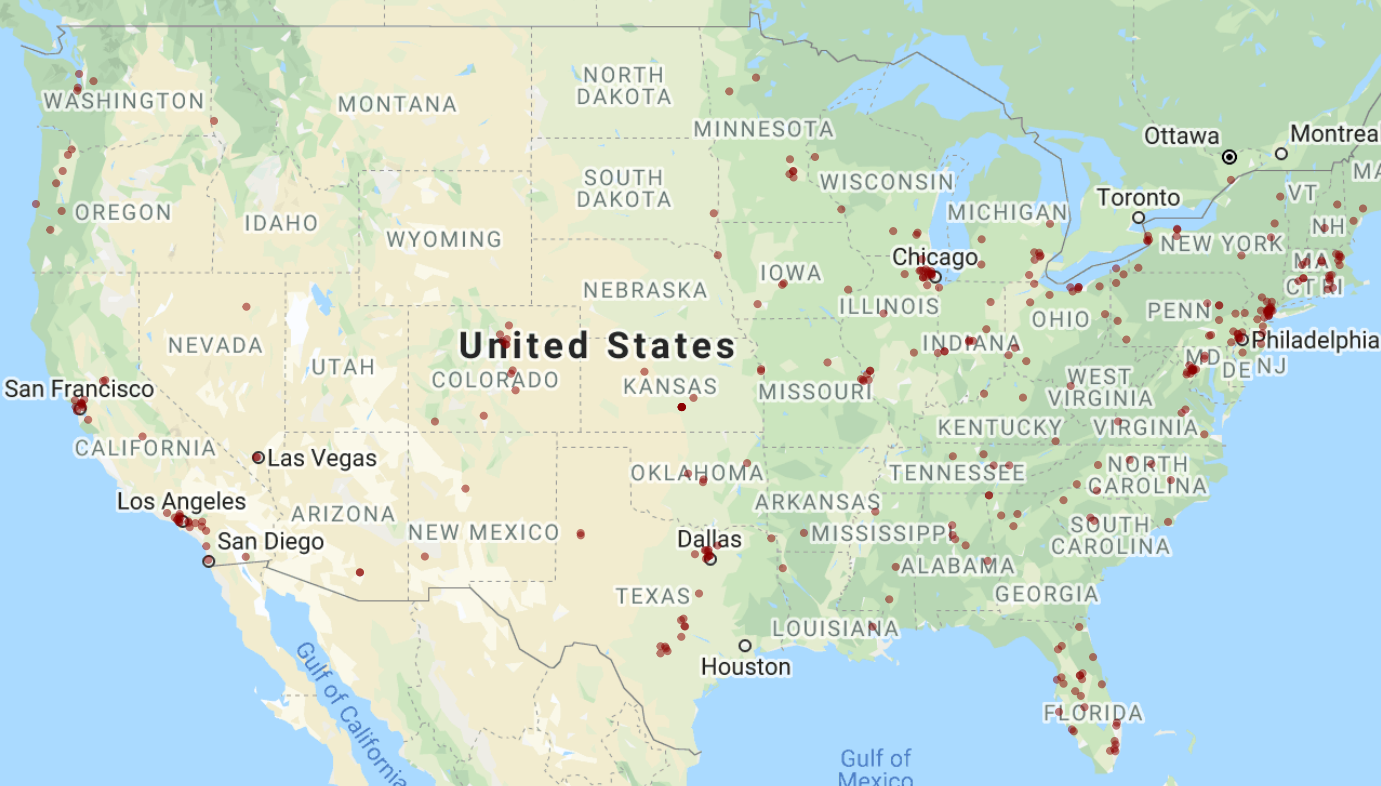 NORTH
DAKOTA
WASHINGTON
MONTANA
MINNESOTA
Ottawa
Montreal
SOUTH
DAKOTA
WISCONSIN
MICHIGAN
Toronto
VT
MA
OREGON
IDAHO
WYOMING
NH
NEW YORK
Chicago
IOWA
MA
NEBRASKA
ILLINOIS
CT RI
OHIO
PENN
NEVADA
United States
INDIANA
Philadelphia
UTAH
COLORADO
KANSAS
MISSOURI
MD
DE
NJ
WEST
VIRGINIA
San Francisco
CALIFORNIA
KENTUCKY
VIRGINIA
Las Vegas
OKLAHOMA
TENNESSEE
NORTH
CAROLINA
Los Angeles
ARIZONA
ARKANSAS
NEW MEXICO
MISSISSIPPI
SOUTH
CAROLINA
San Diego
Dallas
ALABAMA
TEXAS
GEORGIA
LOUISIANA
Houston
Gulf of California
FLORIDA
Gulf of
Mexico